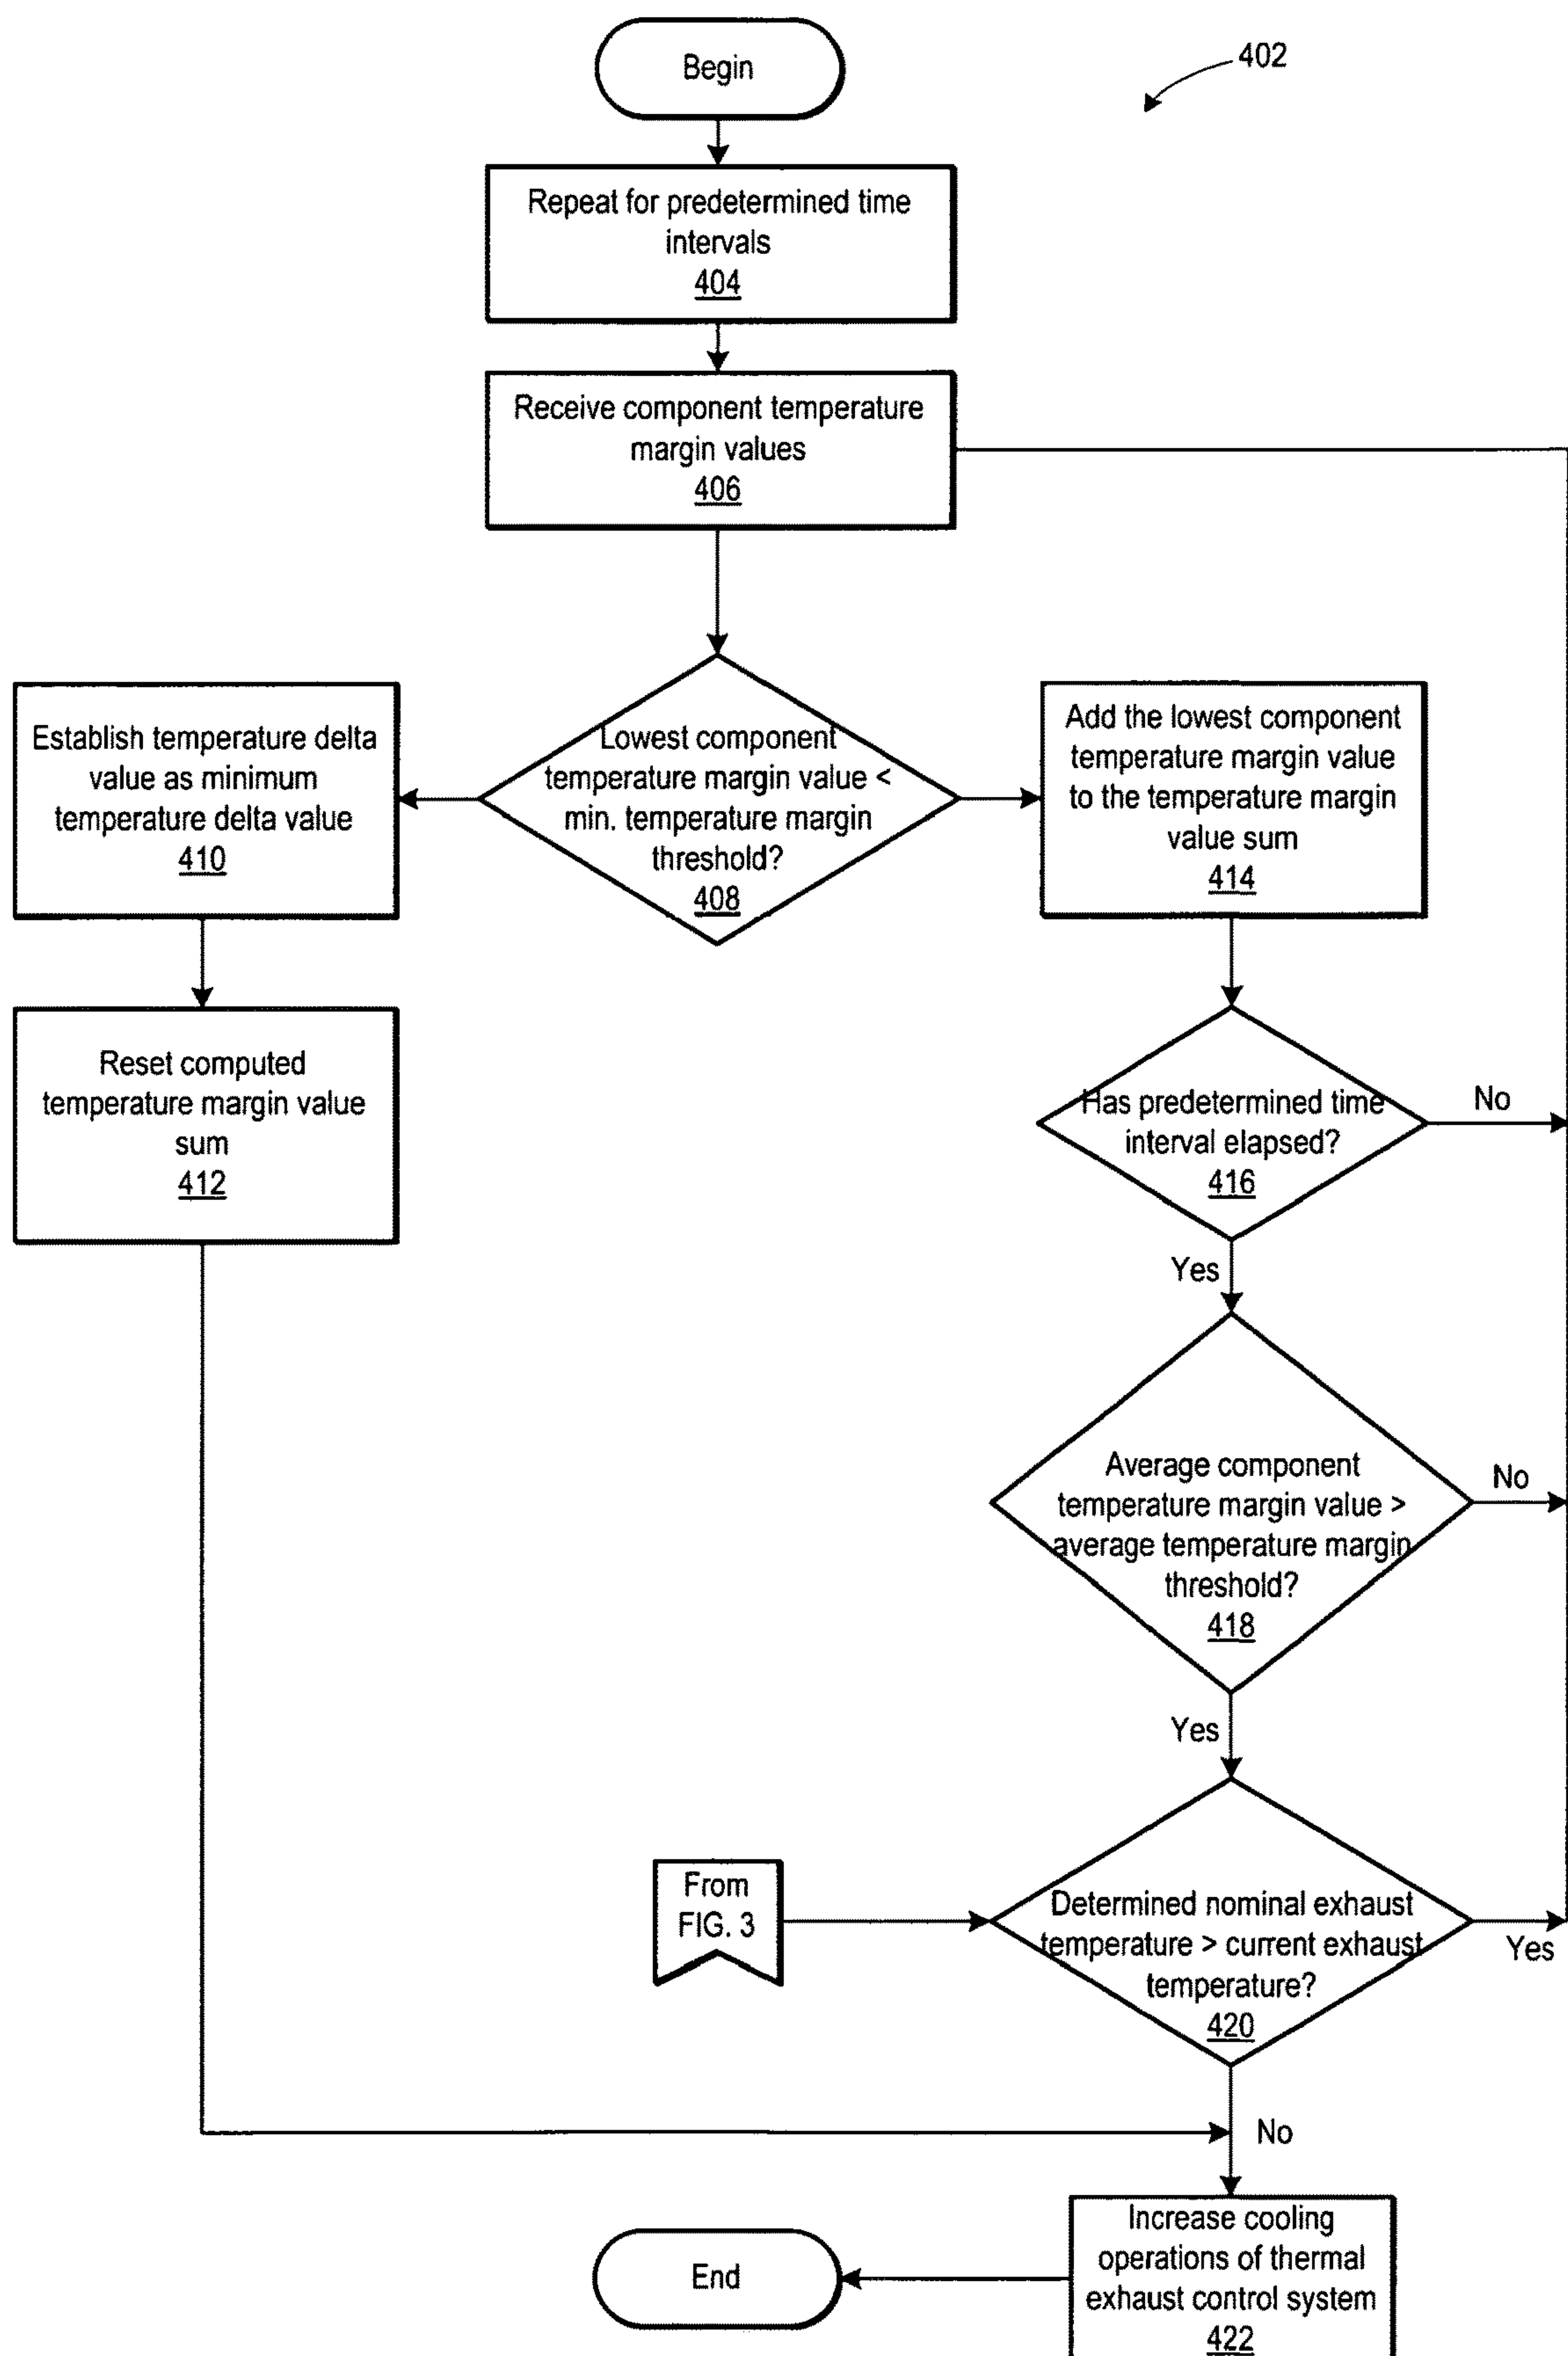 Begin
402
Repeat for predetermined time
intervals
404
Receive component temperature
margin values
406
Establish temperature delta
value as minimum
temperature delta value
410
Lowest component
temperature margin value <
min. temperature margin
threshold?
408
Add the lowest component
temperature margin value
to the temperature margin
value sum
414
Reset computed
temperature margin value
sum
412
Has predetermined time
interval elapsed?
416
No
Yes
Average component
temperature margin value >
average temperature margin
threshold?
418
No
Yes
From
FIG. 3
Determined nominal exhaust
temperature > current exhaust
temperature?
420
Yes
No
Increase cooling
operations of thermal
exhaust control system
422
End